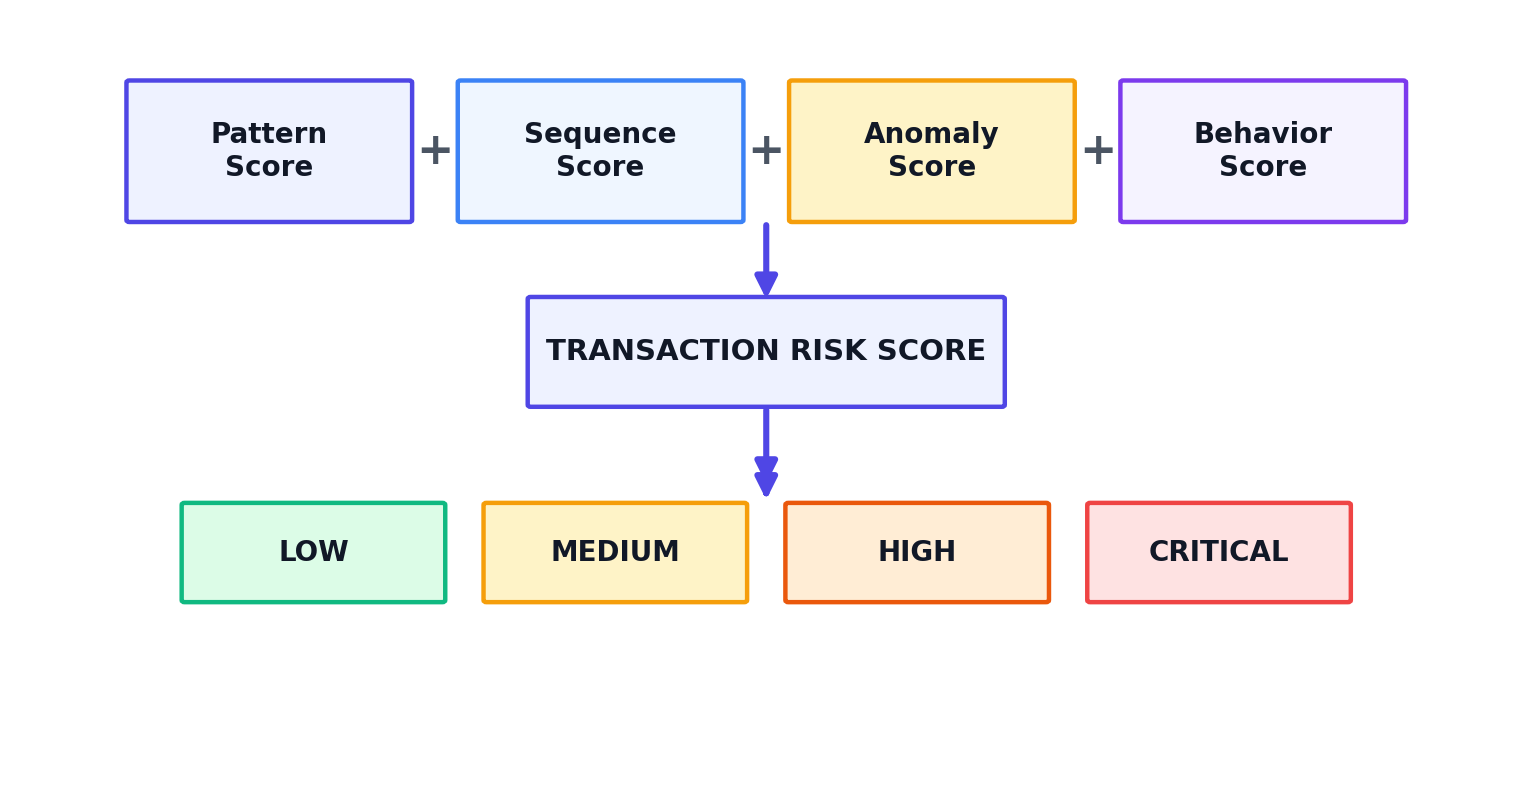 Pattern
Score
+
Sequence
Score
+
Anomaly
Score
+
Behavior
Score
TRANSACTION RISK SCORE
LOW
MEDIUM
HIGH
CRITICAL